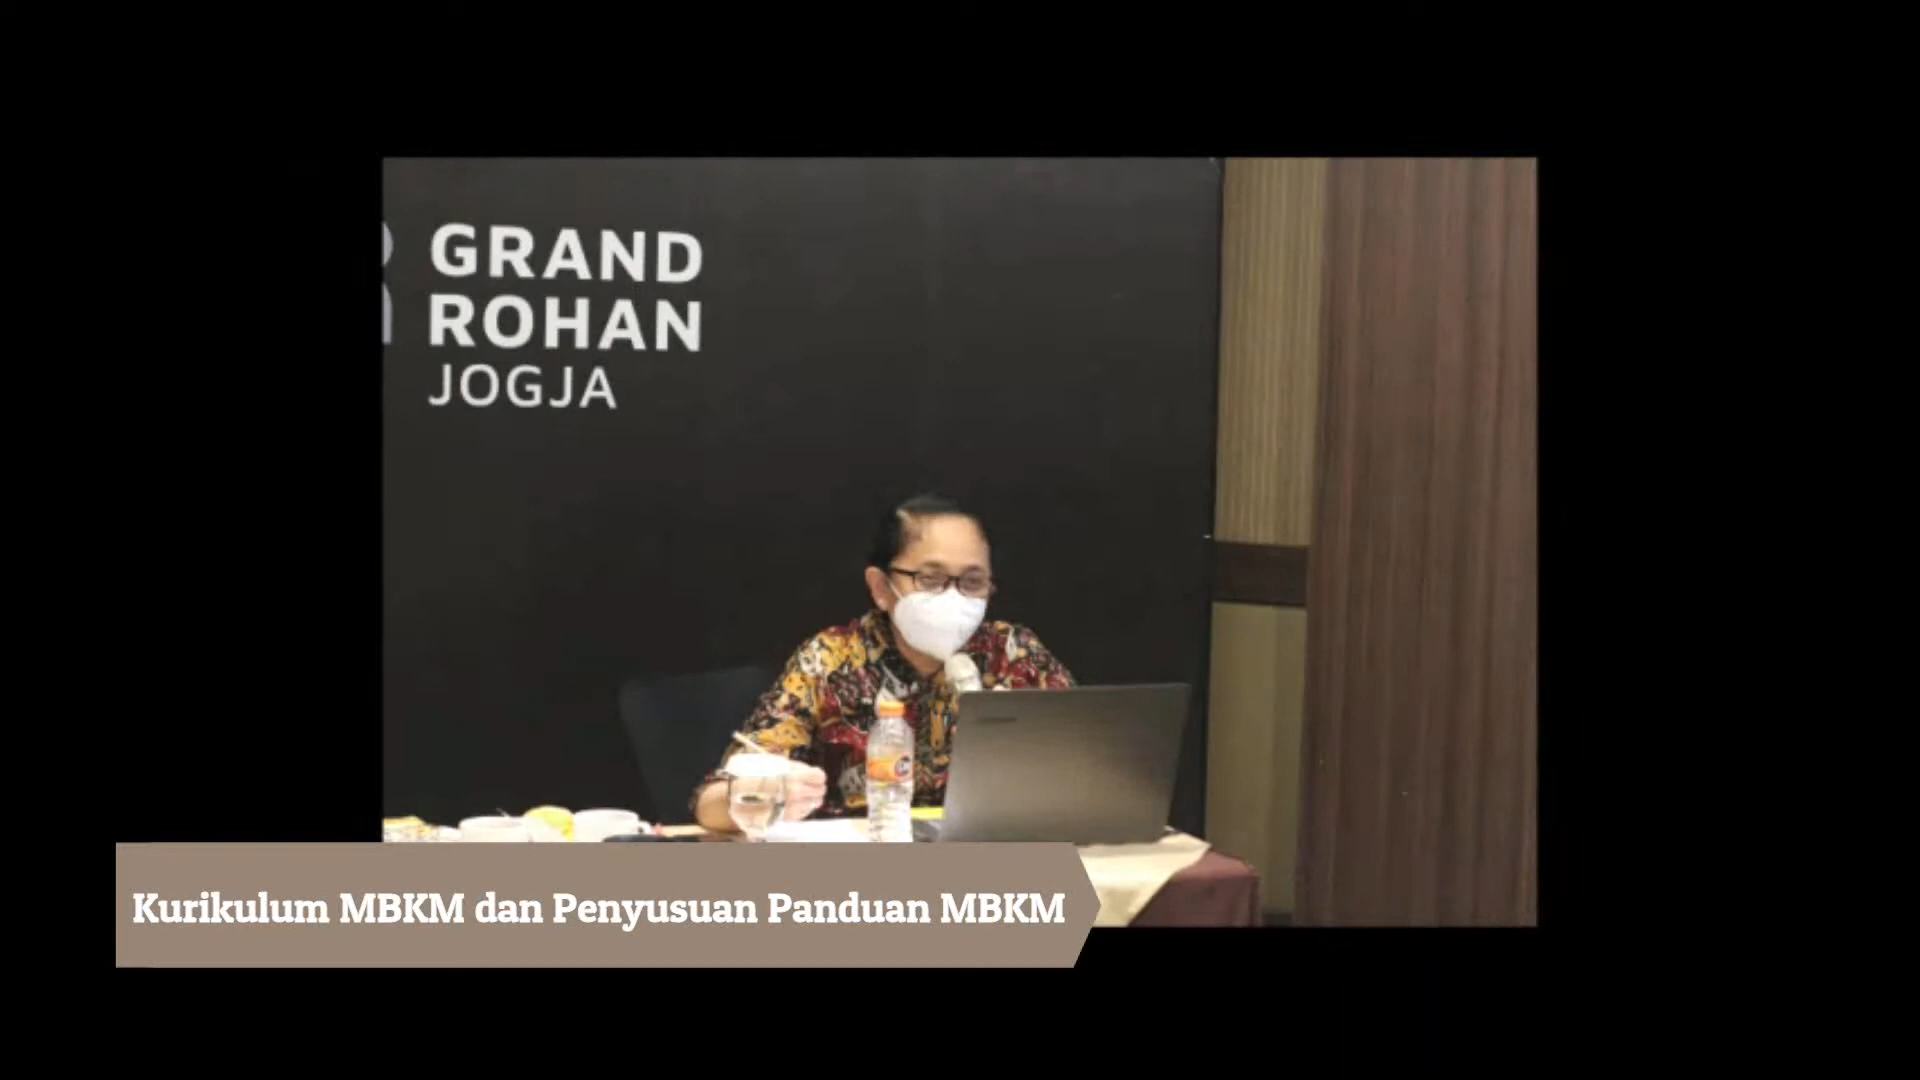 GRAND
ROHAN
JOGJA
Kurikulum MBKM dan Penyusuan Panduan MBKM